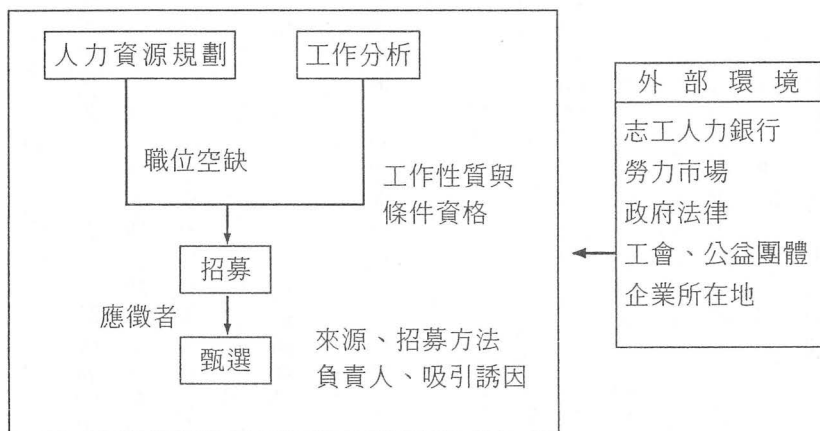 人力資源規劃
工作分析
職位空缺
工作性質與
條件資格
招募
應徵者
甄選
來源、招募方法
負責人、吸引誘因
外部環境
志工人力銀行
勞力市場
政府法律
工會、公益團體
企業所在地